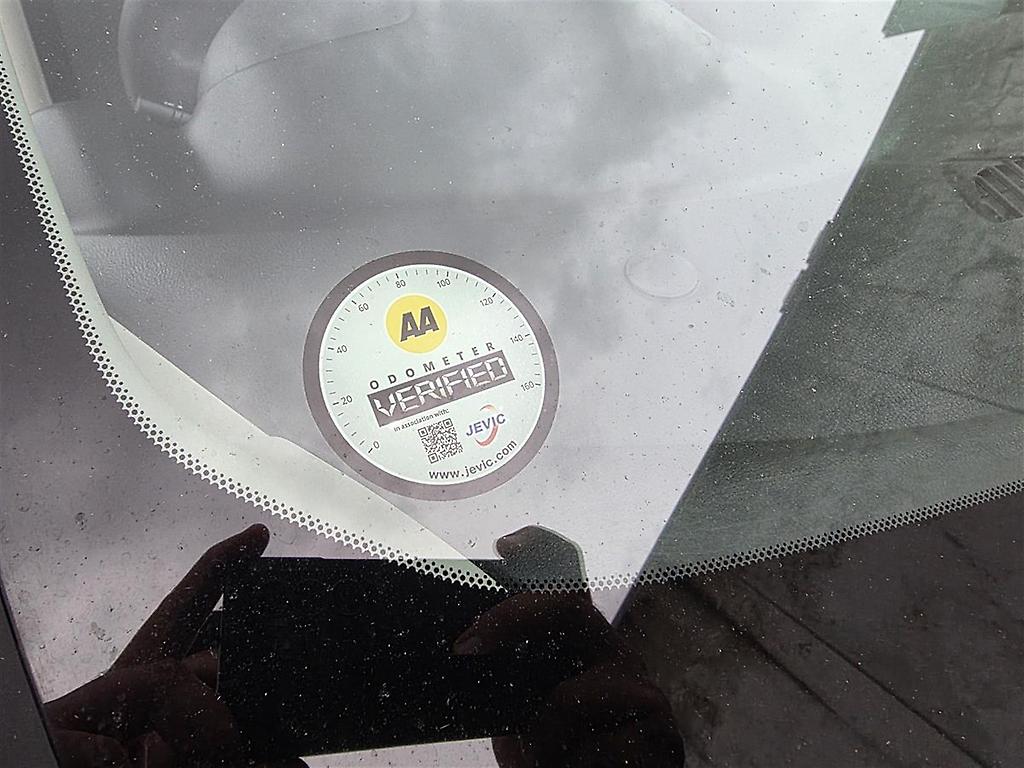 0
20
40
60
80
100
120
140
160
AA
ODOMETER
VERIFIED
in association with:
JEVIC
www.jevic.com